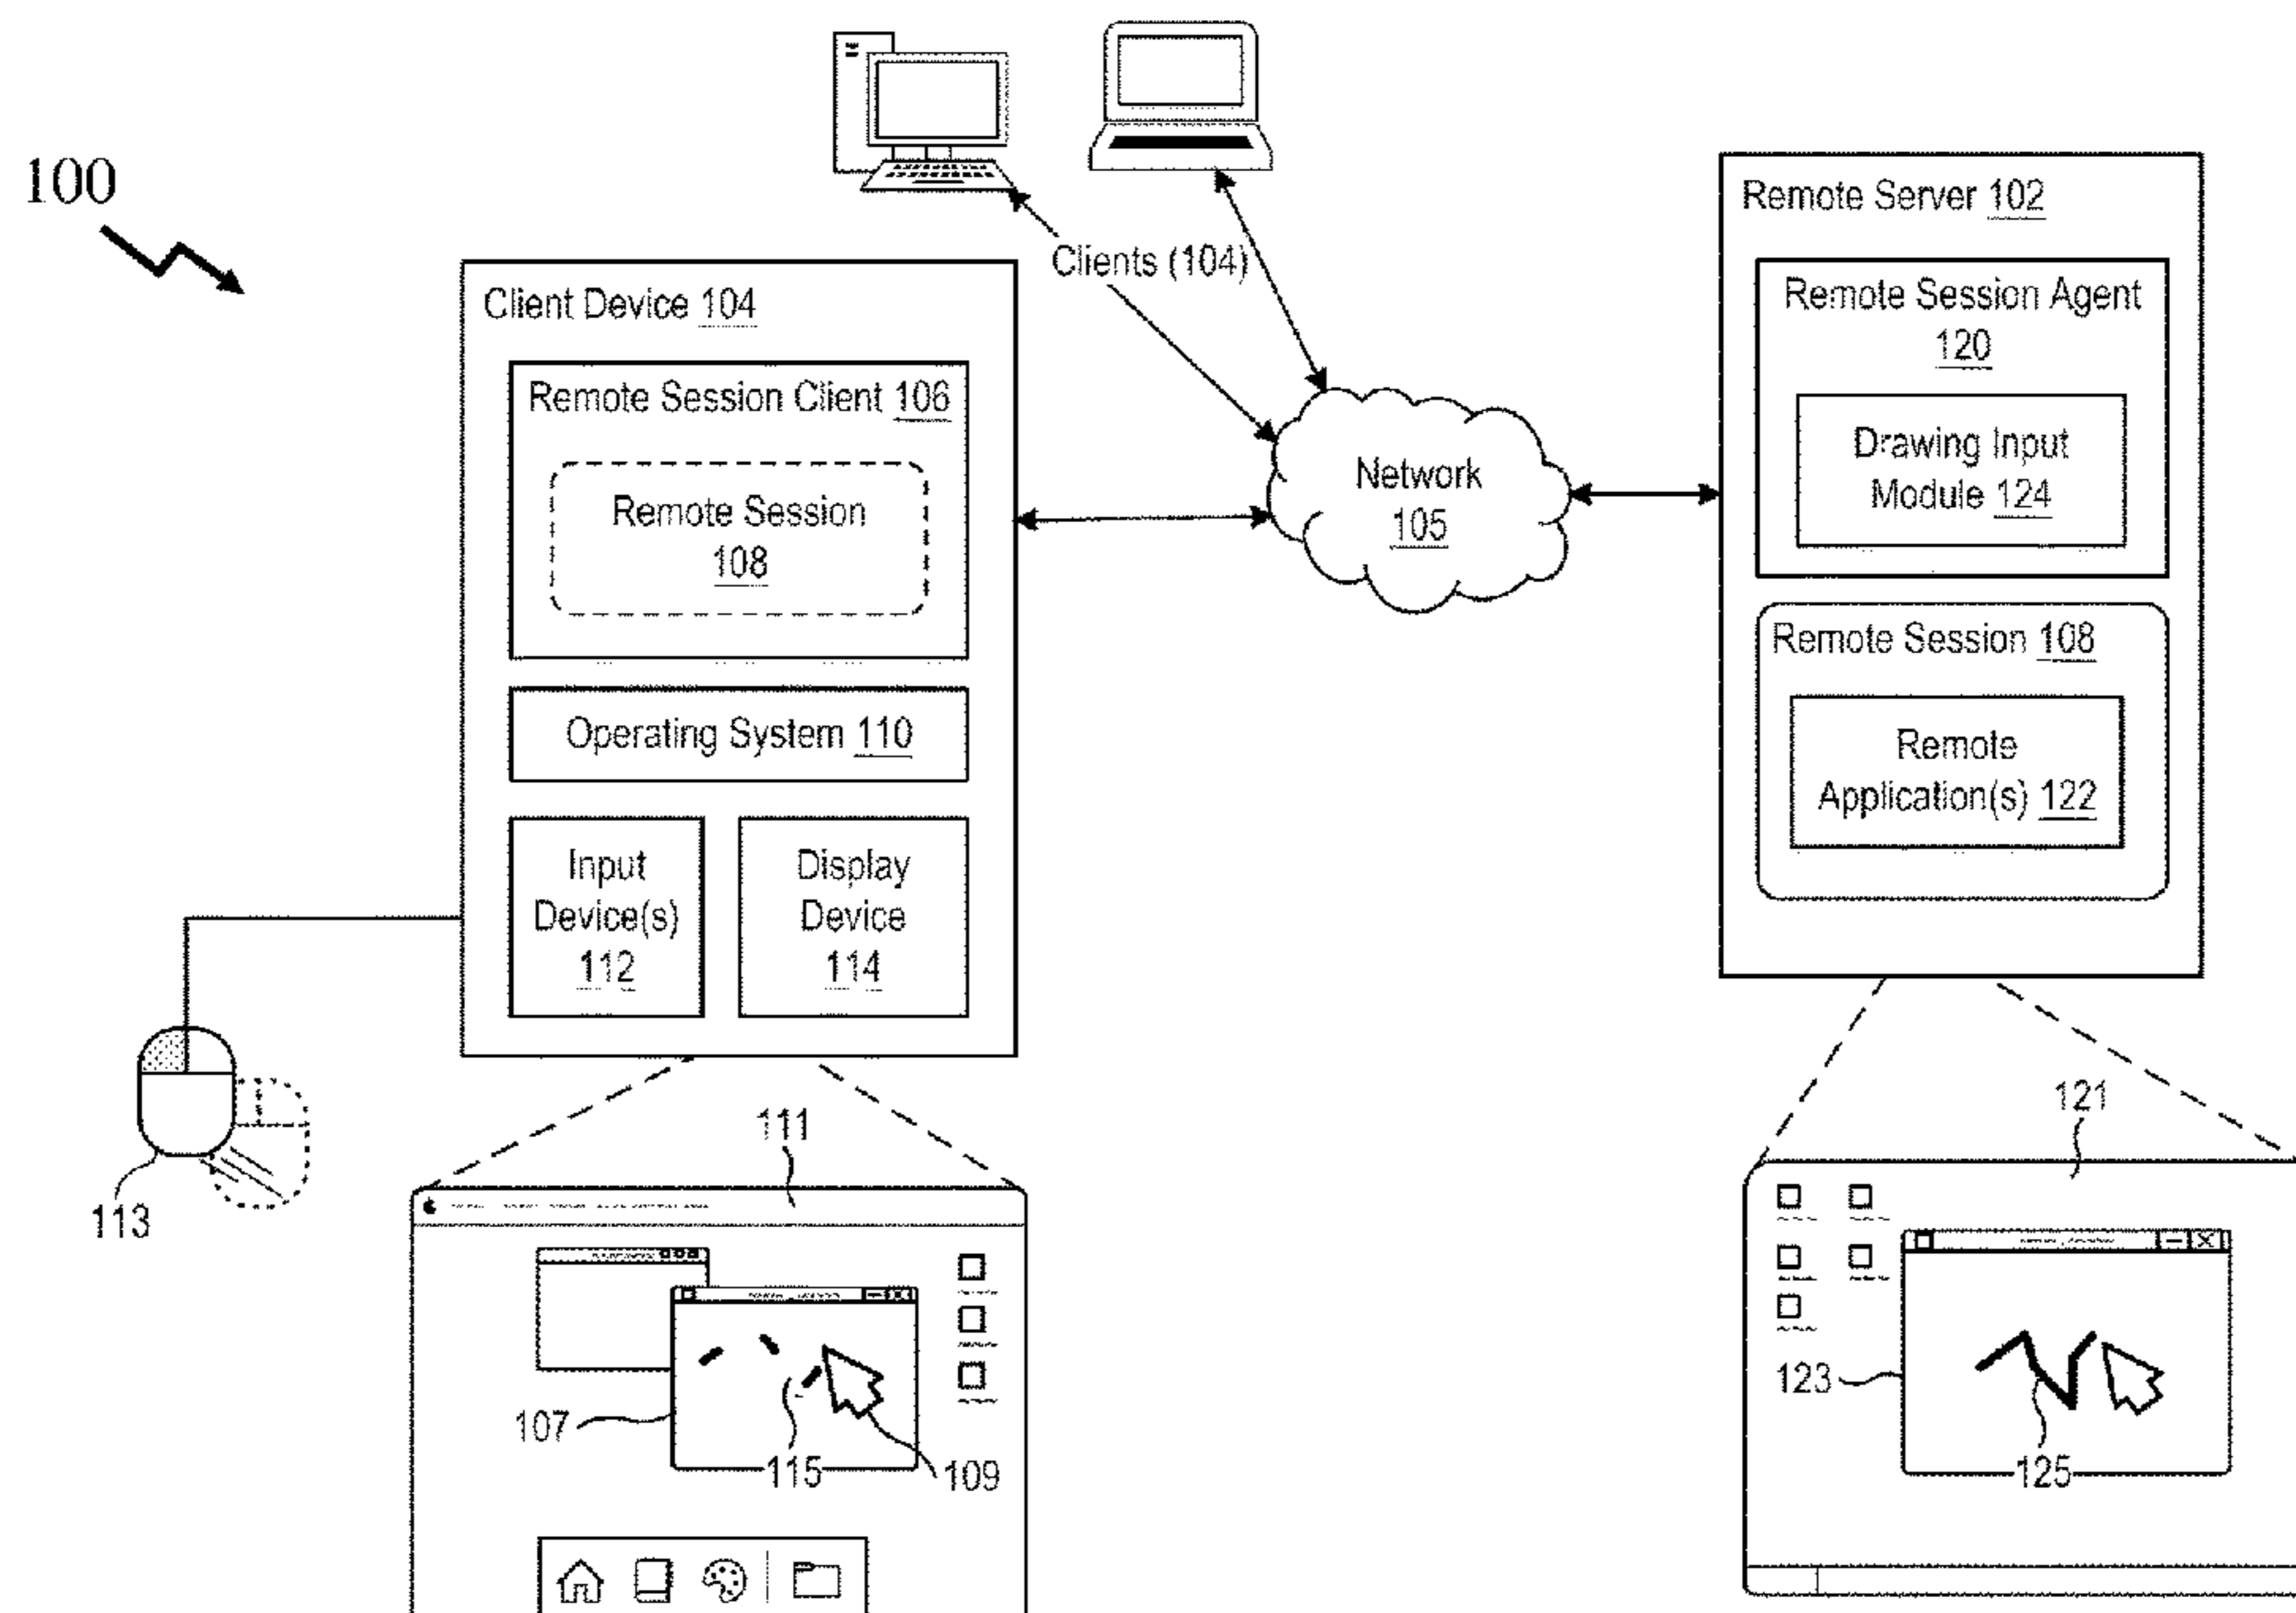 100
Clients (104)
Client Device 104
Remote Session Client 106
Remote Session
108
Operating System 110
Input
Device(s)
112
Display
Device
114
Network
105
Remote Server 102
Remote Session Agent
120
Drawing Input
Module 124
Remote Session 108
Remote
Application(s) 122
113
111
107
115
109
121
123
125